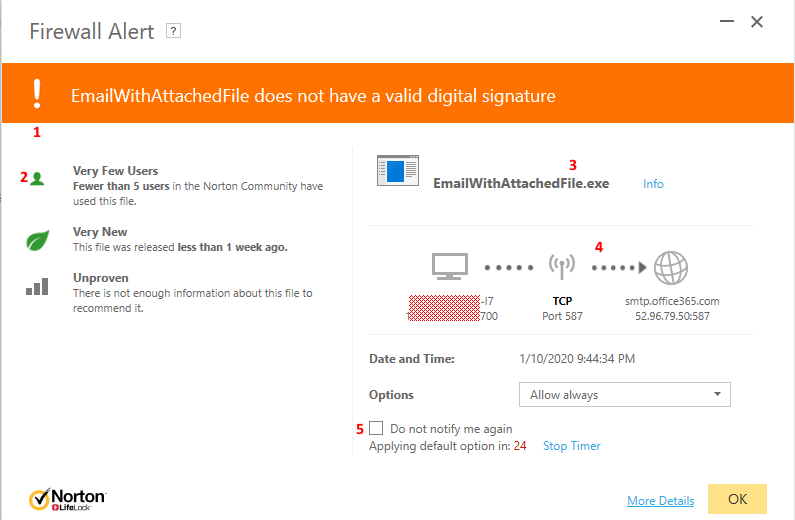 Firewall Alert ?
! EmailWithAttachedFile does not have a valid digital signature
1
2
Very Few Users
Fewer than 5 users in the Norton Community have
used this file.
Very New
This file was released less than 1 week ago.
Unproven
There is not enough information about this file to
recommend it.
3
EmailWithAttachedFile.exe Info
4
-I7 TCP smtp.office365.com
700 Port 587 52.96.79.50:587
Date and Time: 1/10/2020 9:44:34 PM
Options Allow always
5 Do not notify me again
Applying default option in: 24 Stop Timer
Norton
LifeLock
More Details OK